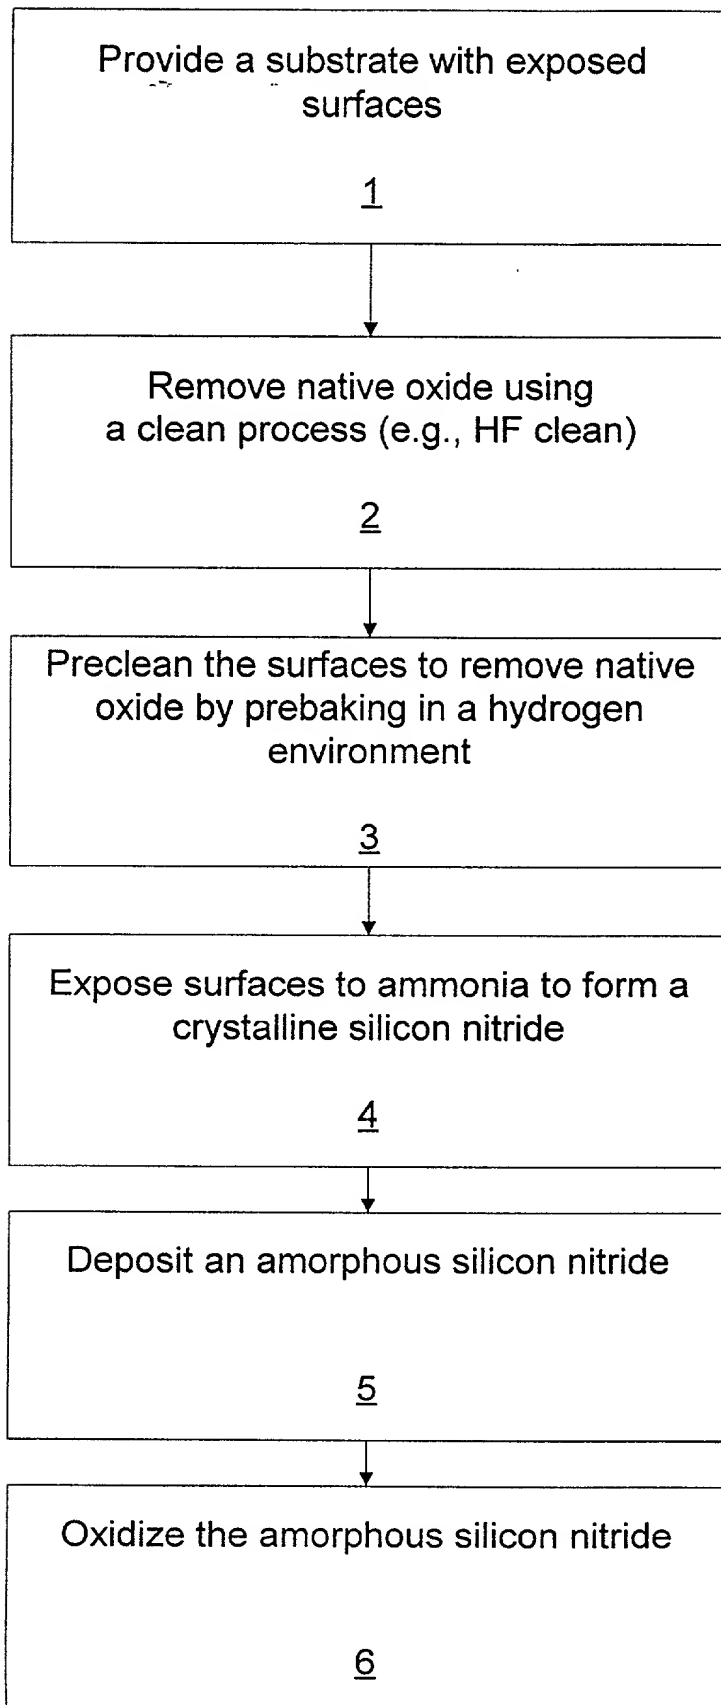 Provide a substrate with exposed
surfaces
1
Remove native oxide using
a clean process (e.g., HF clean)
2
Preclean the surfaces to remove native
oxide by prebaking in a hydrogen
environment
3
Expose surfaces to ammonia to form a
crystalline silicon nitride
4
Deposit an amorphous silicon nitride
5
Oxidize the amorphous silicon nitride
6